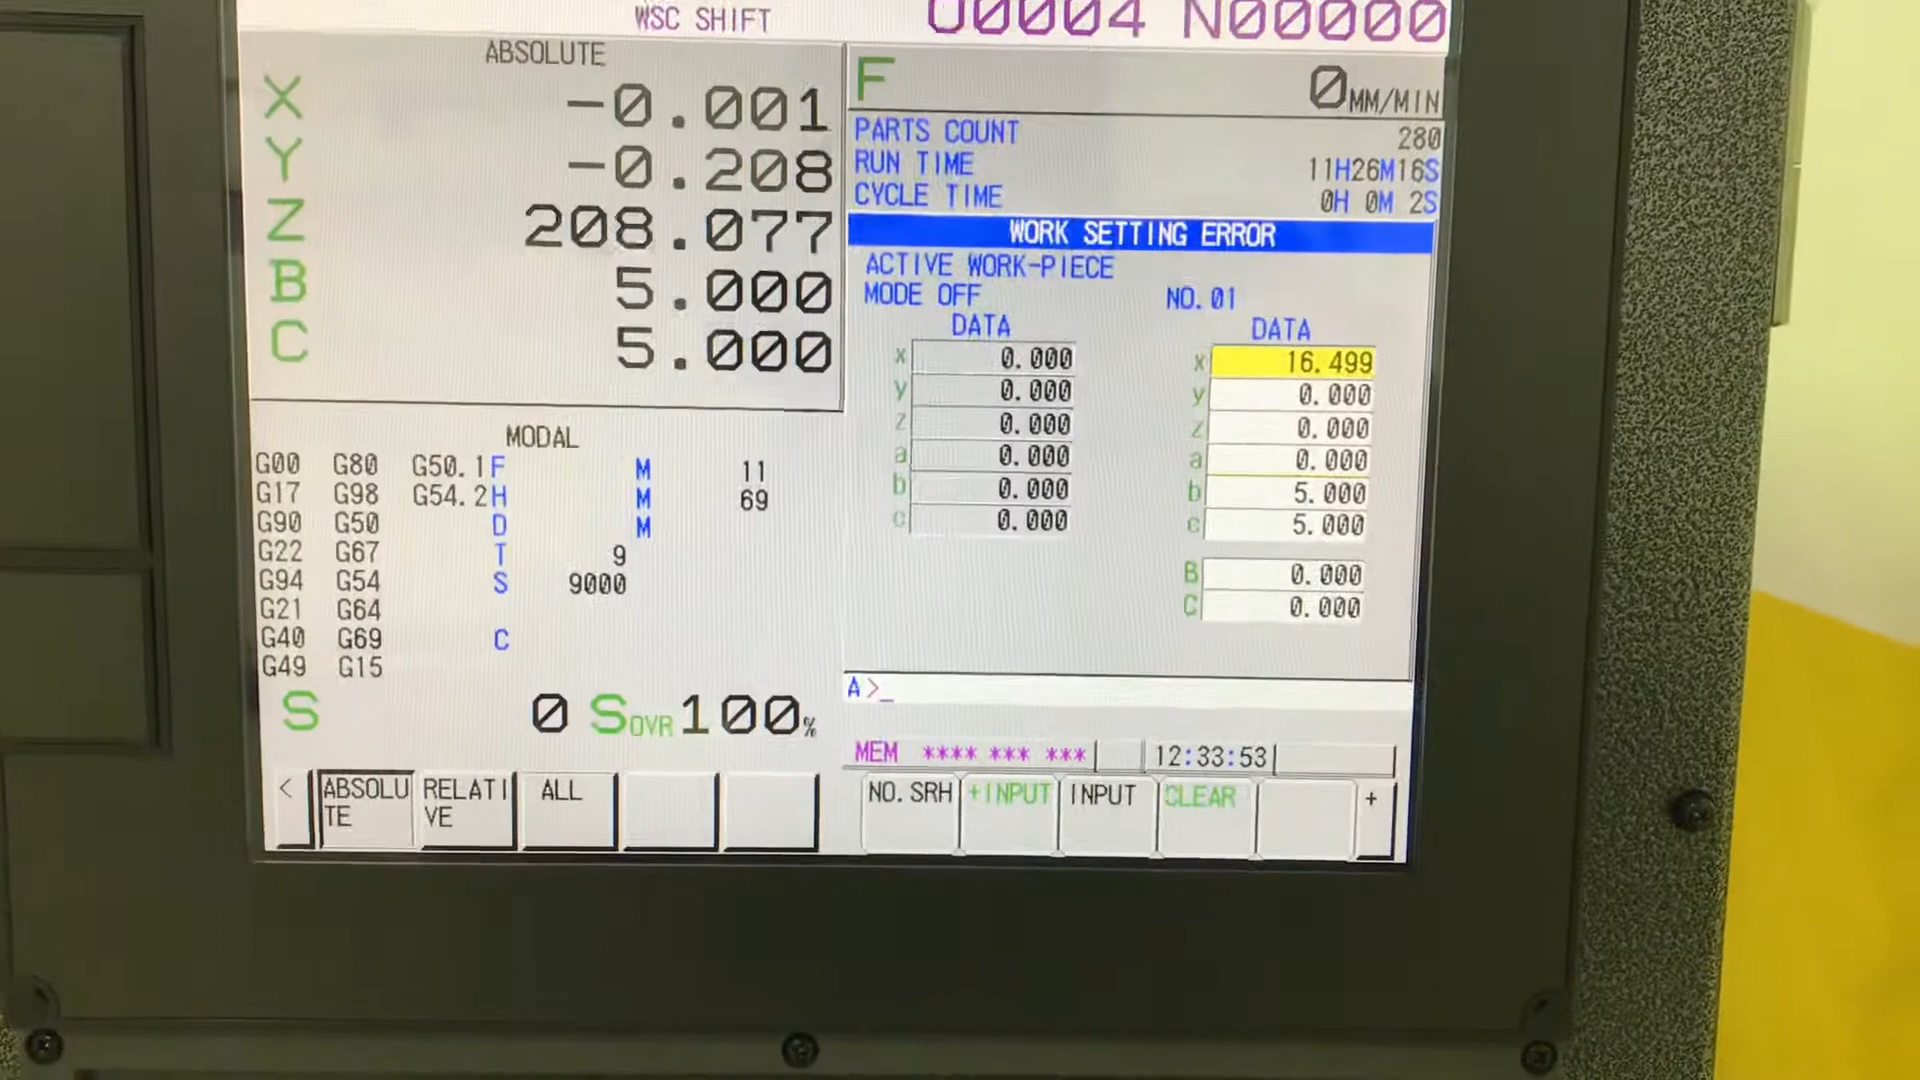 WSC SHIFT O0004 N00000
ABSOLUTE
X -0.001
Y -0.208
Z 208.077
B 5.000
C 5.000
F 0 MM/MIN
PARTS COUNT 280
RUN TIME 11H26M16S
CYCLE TIME 0H 0M 2S
WORK SETTING ERROR
ACTIVE WORK-PIECE
MODE OFF NO. 01
DATA DATA
x 0.000 x 16.499
y 0.000 y 0.000
z 0.000 z 0.000
a 0.000 a 0.000
b 0.000 b 5.000
c 0.000 c 5.000
B 0.000
C 0.000
MODAL
G00 G80 G50.1 F M 11
G17 G98 G54.2 H M 69
G90 G50 D M
G22 G67 T 9
G94 G54 S 9000
G21 G64
G40 G69 C
G49 G15
S 0 SOVR 100%
A>_
MEM **** *** *** 12:33:53
< ABSOLUTE RELATIVE ALL
NO. SRH +INPUT INPUT CLEAR +